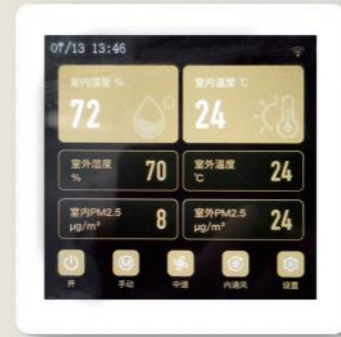 07/13 13:46
室内湿度 %
72
室内温度 ℃
24
室外湿度
%
70
室外温度
℃
24
室内PM2.5
μg/m³
8
室外PM2.5
μg/m³
24
开
手动
中速
内通风
设置